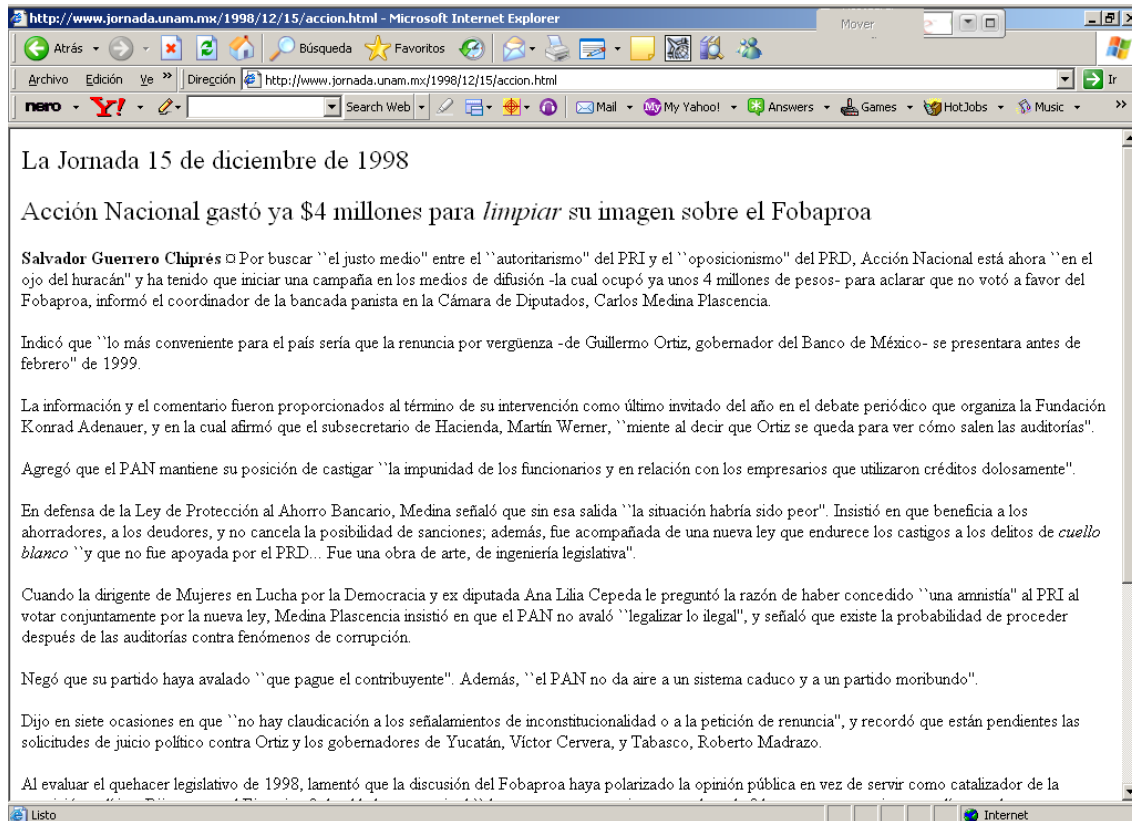 http://www.jornada.unam.mx/1998/12/15/accion.html - Microsoft Internet Explorer
Mover
Atrás
Búsqueda
Favoritos
Archivo Edición Ve » Dirección http://www.jornada.unam.mx/1998/12/15/accion.html Ir
nero Y! Search Web Mail My Yahoo! Answers Games HotJobs Music »
La Jornada 15 de diciembre de 1998
Acción Nacional gastó ya $4 millones para limpiar su imagen sobre el Fobaproa
Salvador Guerrero Chiprés ¤ Por buscar ``el justo medio'' entre el ``autoritarismo'' del PRI y el ``oposicionismo'' del PRD, Acción Nacional está ahora ``en el
ojo del huracán'' y ha tenido que iniciar una campaña en los medios de difusión -la cual ocupó ya unos 4 millones de pesos- para aclarar que no votó a favor del
Fobaproa, informó el coordinador de la bancada panista en la Cámara de Diputados, Carlos Medina Plascencia.
Indicó que ``lo más conveniente para el país sería que la renuncia por vergüenza -de Guillermo Ortiz, gobernador del Banco de México- se presentara antes de
febrero'' de 1999.
La información y el comentario fueron proporcionados al término de su intervención como último invitado del año en el debate periódico que organiza la Fundación
Konrad Adenauer, y en la cual afirmó que el subsecretario de Hacienda, Martín Werner, ``miente al decir que Ortiz se queda para ver cómo salen las auditorías''.
Agregó que el PAN mantiene su posición de castigar ``la impunidad de los funcionarios y en relación con los empresarios que utilizaron créditos dolosamente''.
En defensa de la Ley de Protección al Ahorro Bancario, Medina señaló que sin esa salida ``la situación habría sido peor''. Insistió en que beneficia a los
ahorradores, a los deudores, y no cancela la posibilidad de sanciones; además, fue acompañada de una nueva ley que endurece los castigos a los delitos de cuello
blanco ``y que no fue apoyada por el PRD... Fue una obra de arte, de ingeniería legislativa''.
Cuando la dirigente de Mujeres en Lucha por la Democracia y ex diputada Ana Lilia Cepeda le preguntó la razón de haber concedido ``una amnistía'' al PRI al
votar conjuntamente por la nueva ley, Medina Plascencia insistió en que el PAN no avaló ``legalizar lo ilegal'', y señaló que existe la probabilidad de proceder
después de las auditorías contra fenómenos de corrupción.
Negó que su partido haya avalado ``que pague el contribuyente''. Además, ``el PAN no da aire a un sistema caduco y a un partido moribundo''.
Dijo en siete ocasiones en que ``no hay claudicación a los señalamientos de inconstitucionalidad o a la petición de renuncia'', y recordó que están pendientes las
solicitudes de juicio político contra Ortiz y los gobernadores de Yucatán, Víctor Cervera, y Tabasco, Roberto Madrazo.
Al evaluar el quehacer legislativo de 1998, lamentó que la discusión del Fobaproa haya polarizado la opinión pública en vez de servir como catalizador de la
Listo Internet